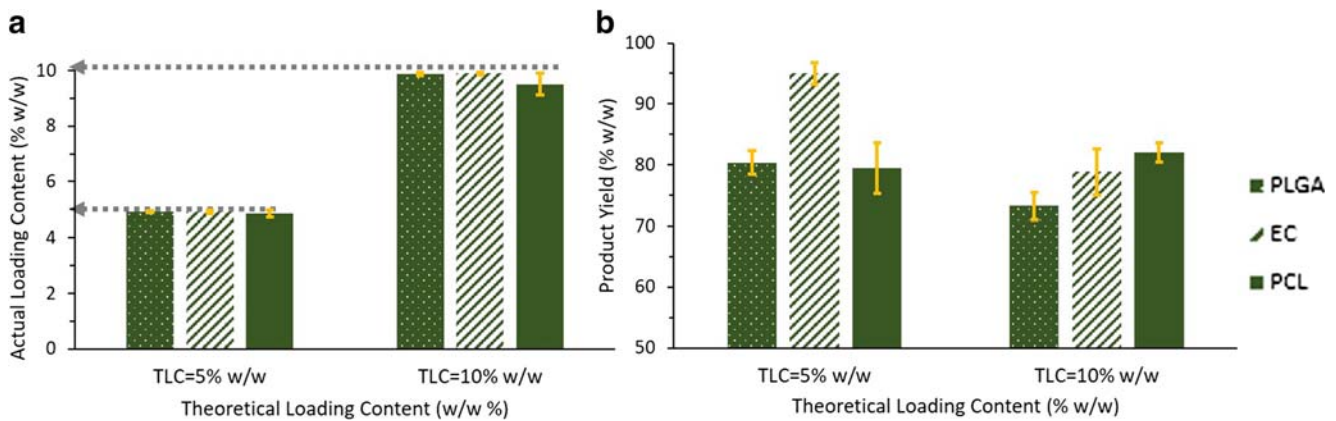 a
Actual Loading Content (% w/w)
10
8
6
4
2
0
TLC=5% w/w
TLC=10% w/w
Theoretical Loading Content (w/w %)
b
Product Yield (% w/w)
100
90
80
70
60
50
TLC=5% w/w
TLC=10% w/w
Theoretical Loading Content (% w/w)
PLGA
EC
PCL